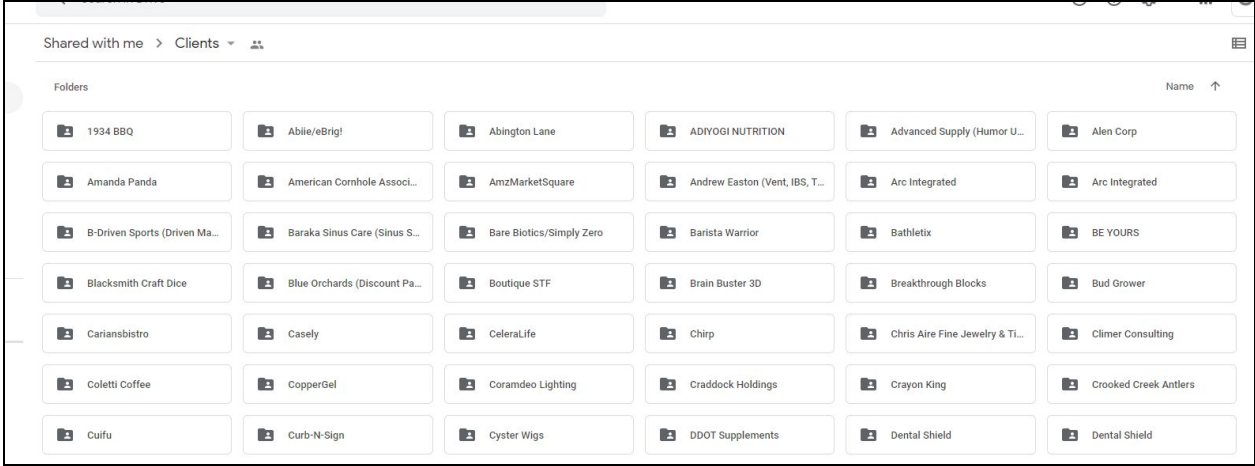 Shared with me > Clients
Folders
Name
1934 BBQ
Abiie/eBrig!
Abington Lane
ADIYOGI NUTRITION
Advanced Supply (Humor U...
Alen Corp
Amanda Panda
American Cornhole Associ...
AmzMarketSquare
Andrew Easton (Vent, IBS, T...
Arc Integrated
Arc Integrated
B-Driven Sports (Driven Ma...
Baraka Sinus Care (Sinus S...
Bare Biotics/Simply Zero
Barista Warrior
Bathletix
BE YOURS
Blacksmith Craft Dice
Blue Orchards (Discount Pa...
Boutique STF
Brain Buster 3D
Breakthrough Blocks
Bud Grower
Cariansbistro
Casely
CeleraLife
Chirp
Chris Aire Fine Jewelry & Ti...
Climer Consulting
Coletti Coffee
CopperGel
Coramdeo Lighting
Craddock Holdings
Crayon King
Crooked Creek Antlers
Cuifu
Curb-N-Sign
Cyster Wigs
DDOT Supplements
Dental Shield
Dental Shield